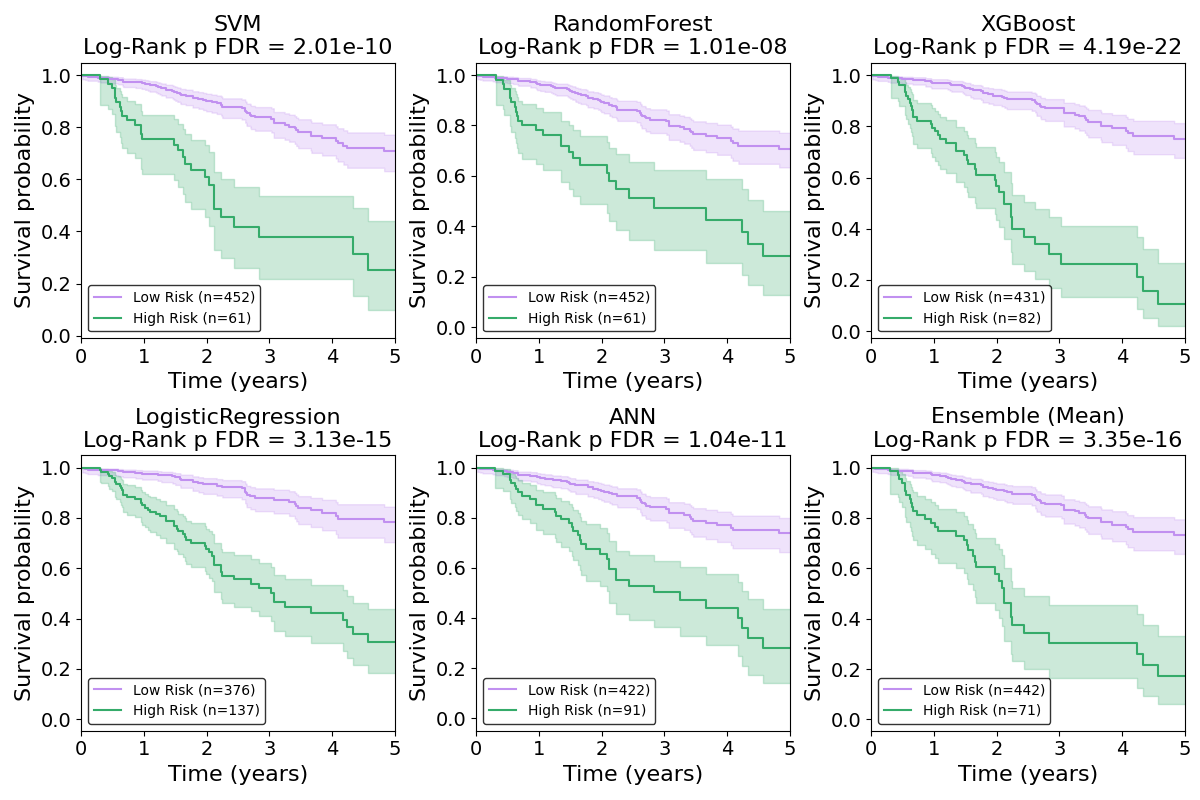 SVM
Log-Rank p FDR = 2.01e-10
Survival probability
1.0
0.8
0.6
0.4
0.2
0.0
Low Risk (n=452)
High Risk (n=61)
0 1 2 3 4 5
Time (years)
RandomForest
Log-Rank p FDR = 1.01e-08
Survival probability
1.0
0.8
0.6
0.4
0.2
0.0
Low Risk (n=452)
High Risk (n=61)
0 1 2 3 4 5
Time (years)
XGBoost
Log-Rank p FDR = 4.19e-22
Survival probability
1.0
0.8
0.6
0.4
0.2
0.0
Low Risk (n=431)
High Risk (n=82)
0 1 2 3 4 5
Time (years)
LogisticRegression
Log-Rank p FDR = 3.13e-15
Survival probability
1.0
0.8
0.6
0.4
0.2
0.0
Low Risk (n=376)
High Risk (n=137)
0 1 2 3 4 5
Time (years)
ANN
Log-Rank p FDR = 1.04e-11
Survival probability
1.0
0.8
0.6
0.4
0.2
0.0
Low Risk (n=422)
High Risk (n=91)
0 1 2 3 4 5
Time (years)
Ensemble (Mean)
Log-Rank p FDR = 3.35e-16
Survival probability
1.0
0.8
0.6
0.4
0.2
0.0
Low Risk (n=442)
High Risk (n=71)
0 1 2 3 4 5
Time (years)